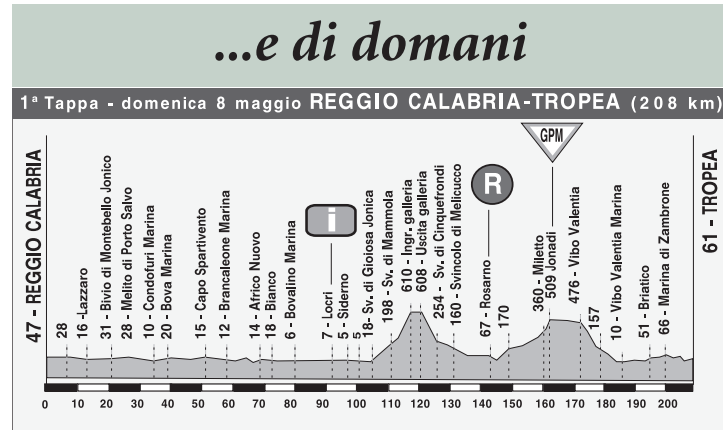 ...e di domani
1ª Tappa - domenica 8 maggio REGGIO CALABRIA-TROPEA (208 km)
47 - REGGIO CALABRIA
28
16 -Lazzaro
31 - Bivio di Montebello Jonico
28 - Melito di Porto Salvo
10 - Condofuri Marina
20 - Bova Marina
15 - Capo Spartivento
12 - Brancaleone Marina
14 - Africo Nuovo
18 - Bianco
6 - Bovalino Marina
i
7 - Locri
5 - Siderno
5
18- Sv. di Gioiosa Jonica
198 - Sv. di Mammola
610 - Ingr. galleria
608 - Uscita galleria
254 - Sv. di Cinquefrondi
160 - Svincolo di Melicucco
R
67 - Rosarno
170
GPM
360 - Mileto
509 Jonadi
476 - Vibo Valentia
157
10 - Vibo Valentia Marina
51 - Briatico
66 - Marina di Zambrone
61 - TROPEA
0 10 20 30 40 50 60 70 80 90 100 110 120 130 140 150 160 170 180 190 200